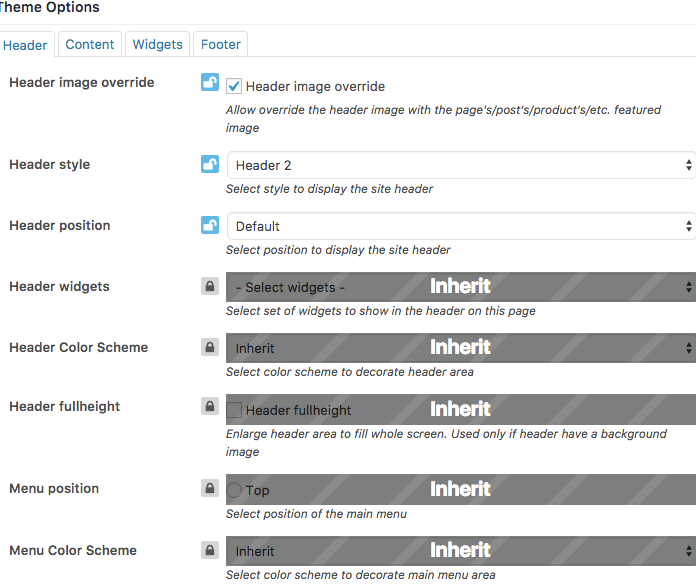 Theme Options
Header Content Widgets Footer
Header image override Header image override
Allow override the header image with the page's/post's/product's/etc. featured
image
Header style Header 2
Select style to display the site header
Header position Default
Select position to display the site header
Header widgets - Select widgets - Inherit
Select set of widgets to show in the header on this page
Header Color Scheme Inherit Inherit
Select color scheme to decorate header area
Header fullheight Header fullheight Inherit
Enlarge header area to fill whole screen. Used only if header have a background
image
Menu position Top Inherit
Select position of the main menu
Menu Color Scheme Inherit Inherit
Select color scheme to decorate main menu area